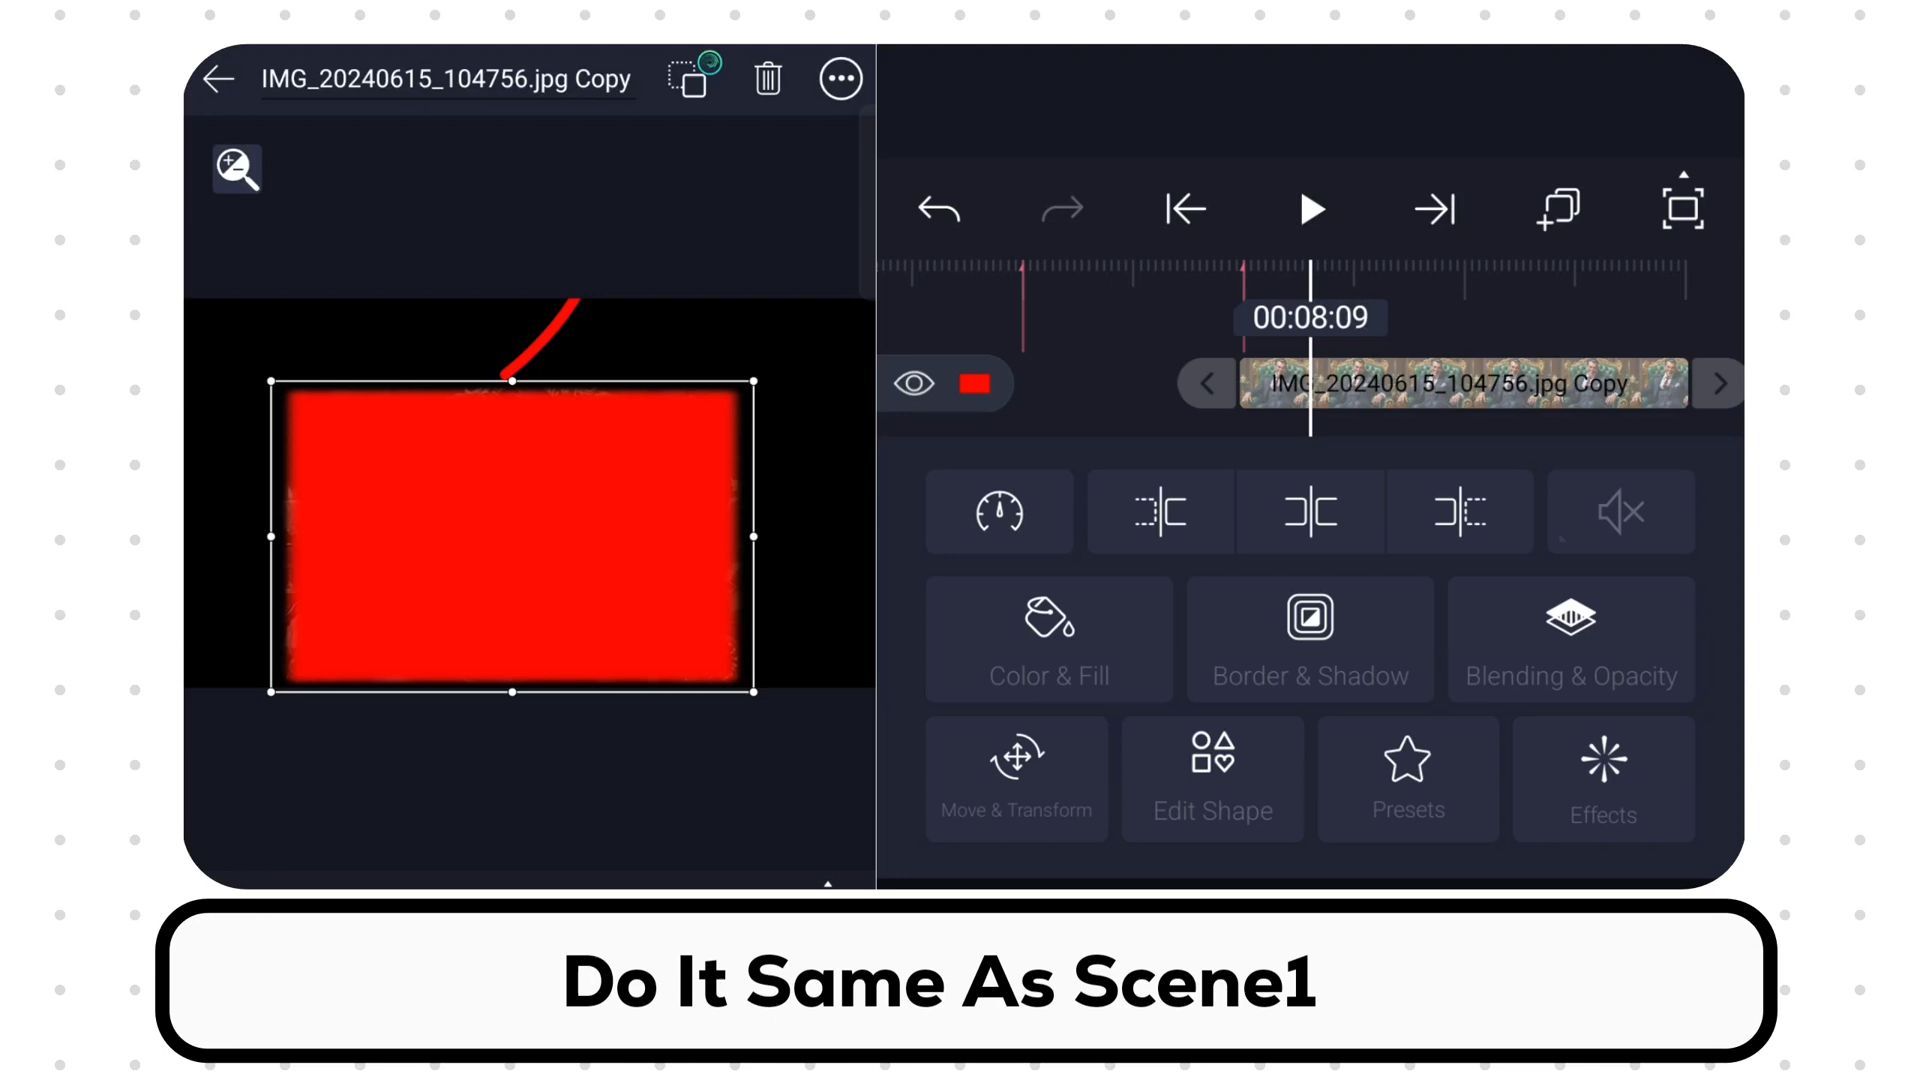 IMG_20240615_104756.jpg Copy
00:08:09
IMG_20240615_104756.jpg Copy
Color & Fill
Border & Shadow
Blending & Opacity
Move & Transform
Edit Shape
Presets
Effects
Do It Same As Scene1